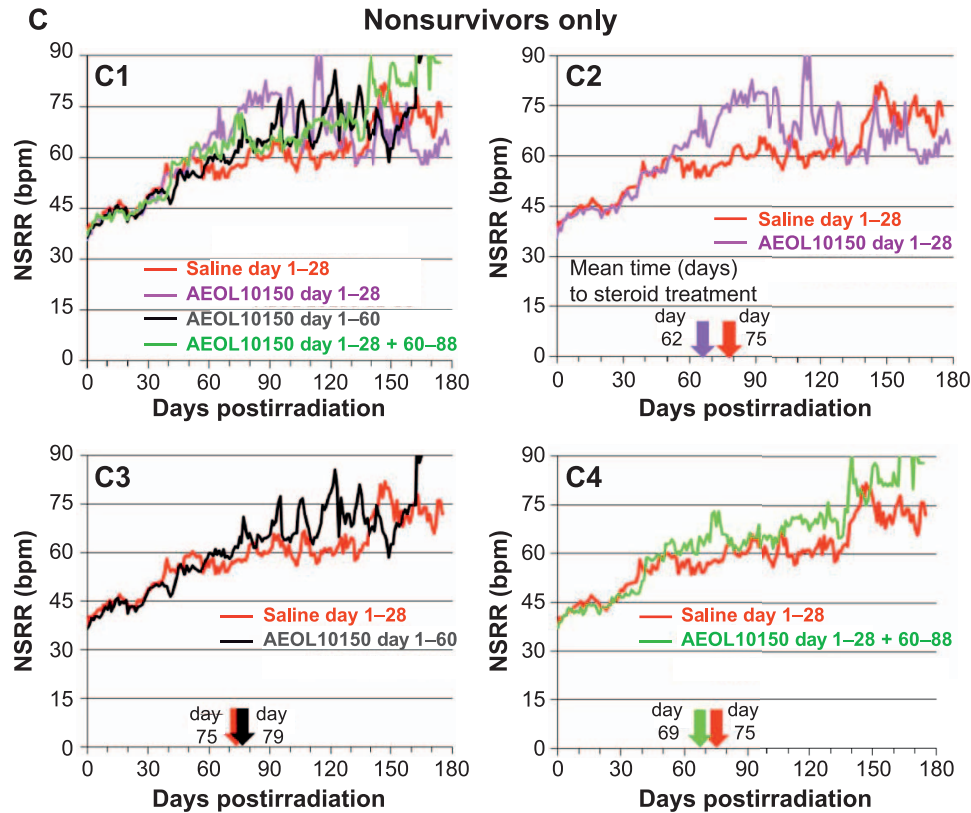 C
Nonsurvivors only
C1
NSRR (bpm)
90
75
60
45
30
15
0
Saline day 1–28
AEOL10150 day 1–28
AEOL10150 day 1–60
AEOL10150 day 1–28 + 60–88
0 30 60 90 120 150 180
Days postirradiation
C2
NSRR (bpm)
90
75
60
45
30
15
0
Saline day 1–28
AEOL10150 day 1–28
Mean time (days)
to steroid treatment
day
62
day
75
0 30 60 90 120 150 180
Days postirradiation
C3
NSRR (bpm)
90
75
60
45
30
15
0
Saline day 1–28
AEOL10150 day 1–60
day
75
day
79
0 30 60 90 120 150 180
Days postirradiation
C4
NSRR (bpm)
90
75
60
45
30
15
0
Saline day 1–28
AEOL10150 day 1–28 + 60–88
day
69
day
75
0 30 60 90 120 150 180
Days postirradiation